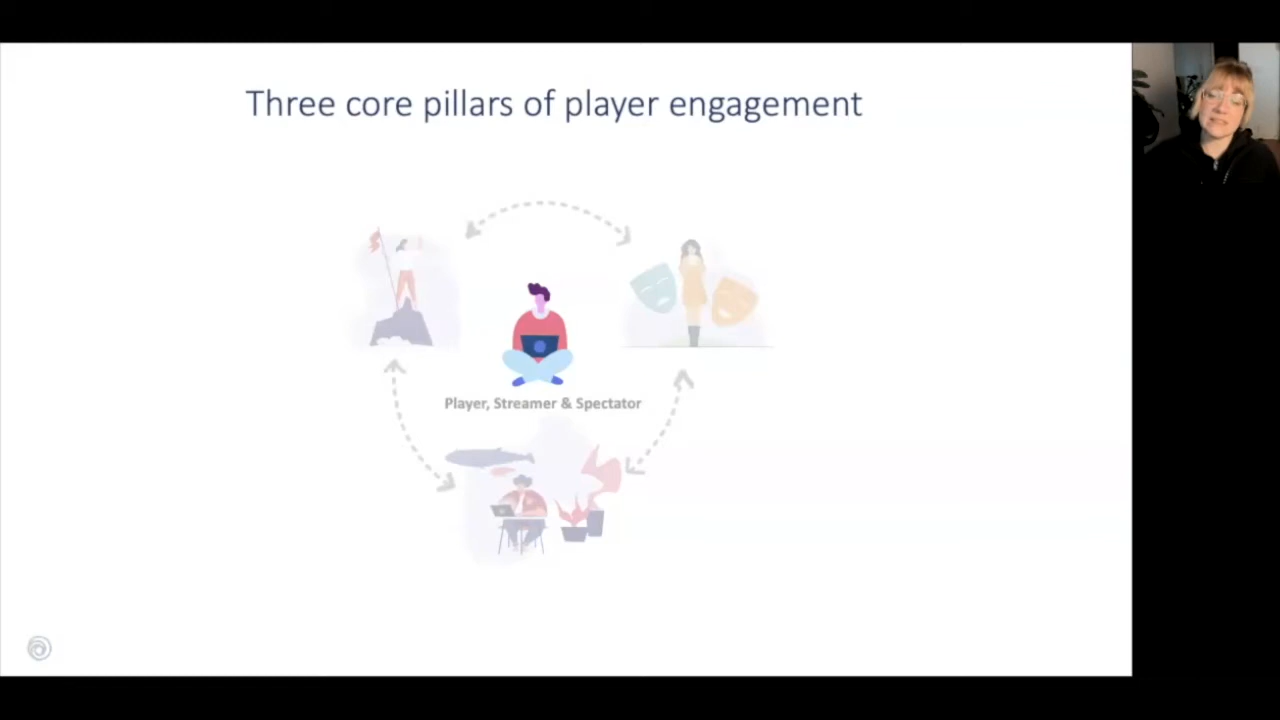 Three core pillars of player engagement
Player, Streamer & Spectator